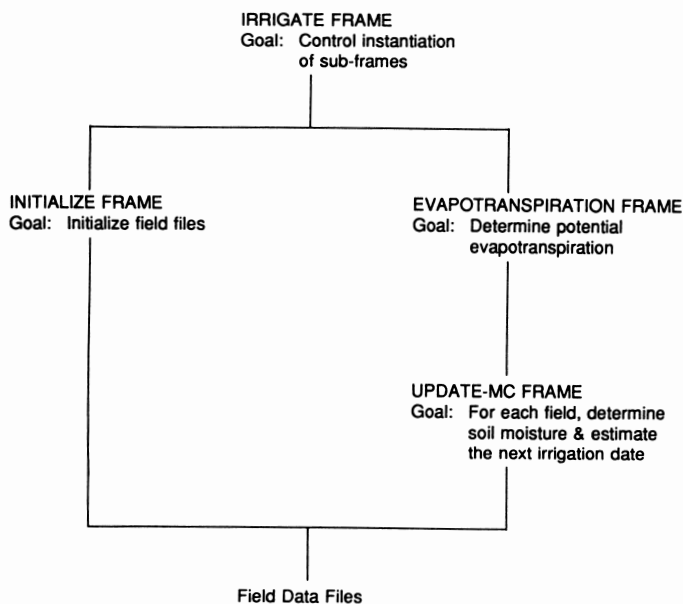 IRRIGATE FRAME
Goal: Control instantiation
of sub-frames
INITIALIZE FRAME
Goal: Initialize field files
EVAPOTRANSPIRATION FRAME
Goal: Determine potential
evapotranspiration
UPDATE-MC FRAME
Goal: For each field, determine
soil moisture & estimate
the next irrigation date
Field Data Files